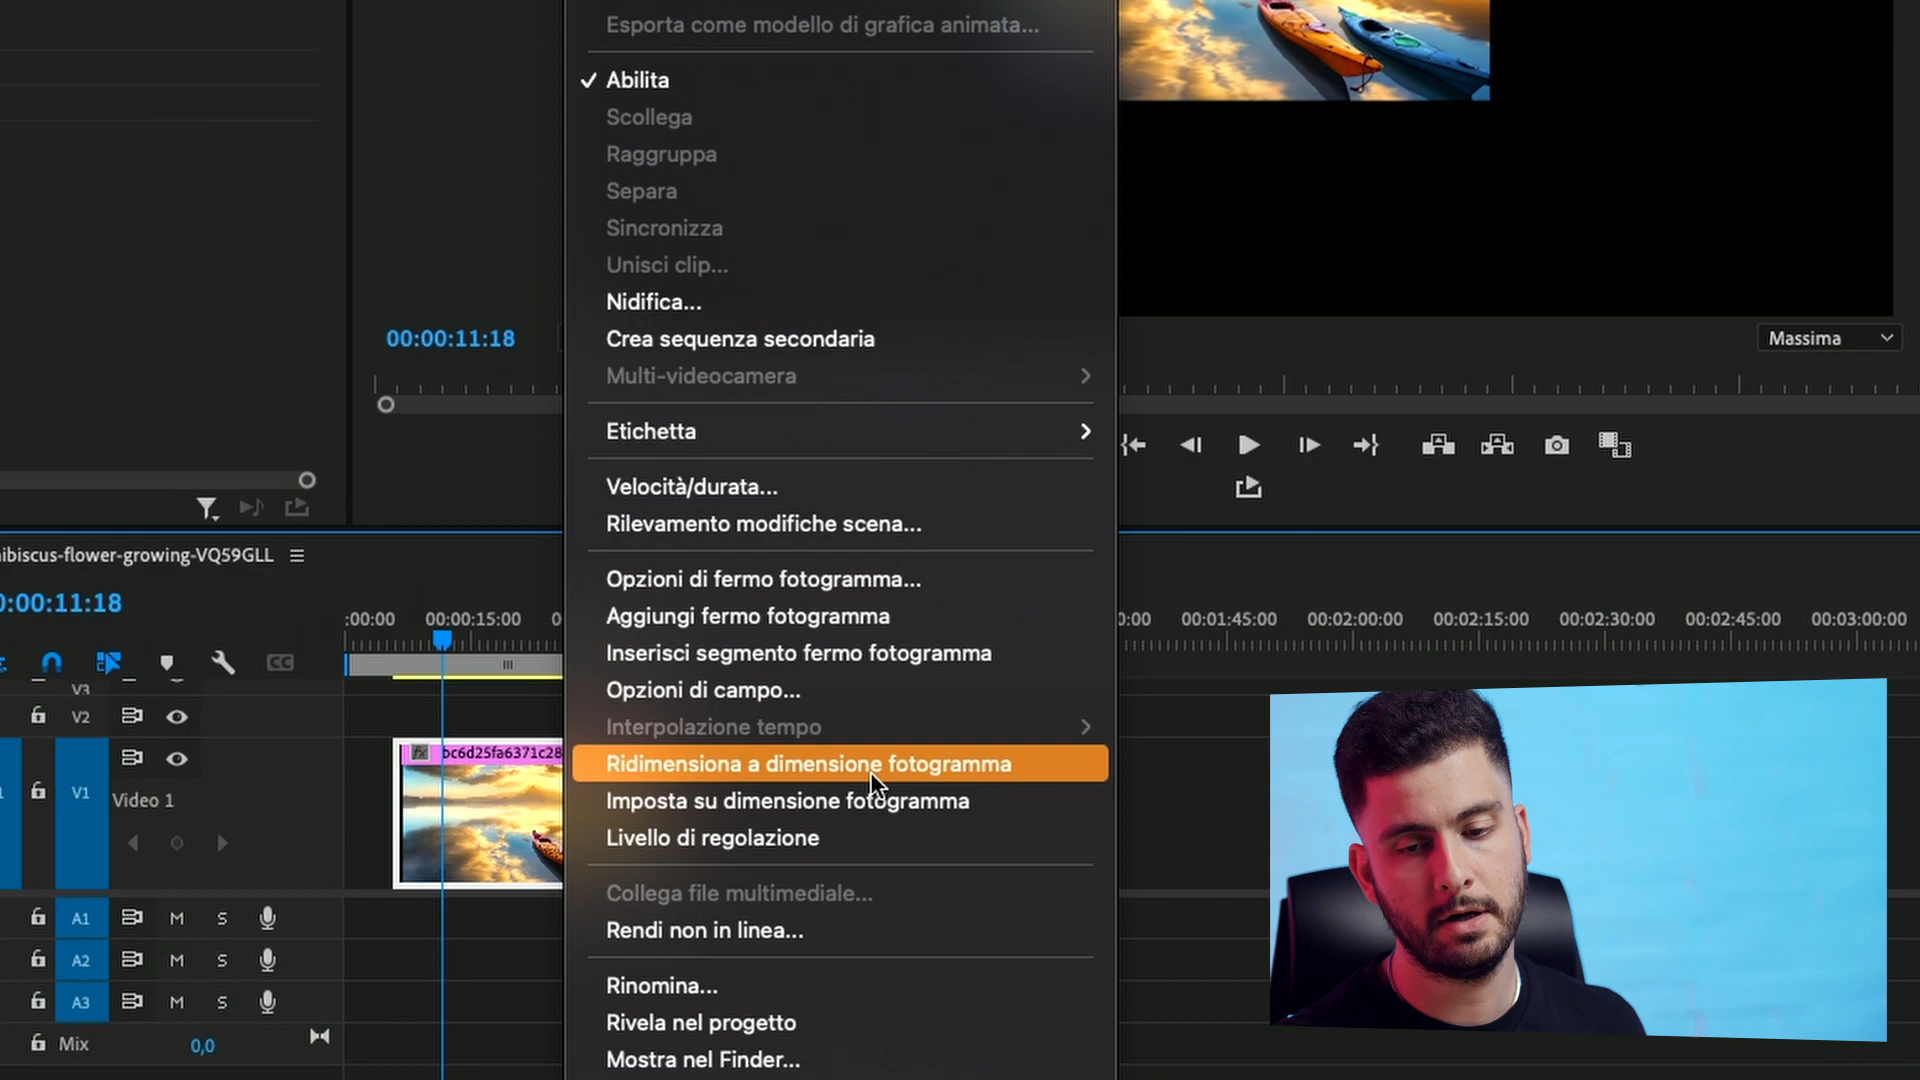 Esporta come modello di grafica animata...
Abilita
Scollega
Raggruppa
Separa
Sincronizza
Unisci clip...
Nidifica...
Crea sequenza secondaria
Multi-videocamera
Etichetta
Velocità/durata...
Rilevamento modifiche scena...
Opzioni di fermo fotogramma...
Aggiungi fermo fotogramma
Inserisci segmento fermo fotogramma
Opzioni di campo...
Interpolazione tempo
Ridimensiona a dimensione fotogramma
Imposta su dimensione fotogramma
Livello di regolazione
Collega file multimediale...
Rendi non in linea...
Rinomina...
Rivela nel progetto
Mostra nel Finder...
00:00:11:18
Massima
ibiscus-flower-growing-VQ59GLL
0:00:11:18
:00:00 00:00:15:00 0
0:00 00:01:45:00 00:02:00:00 00:02:15:00 00:02:30:00 00:02:45:00 00:03:00:00
CC
V3
V2
bc6d25fa6371c28
V1
Video 1
A1 M S
A2 M S
A3 M S
Mix 0,0
fx